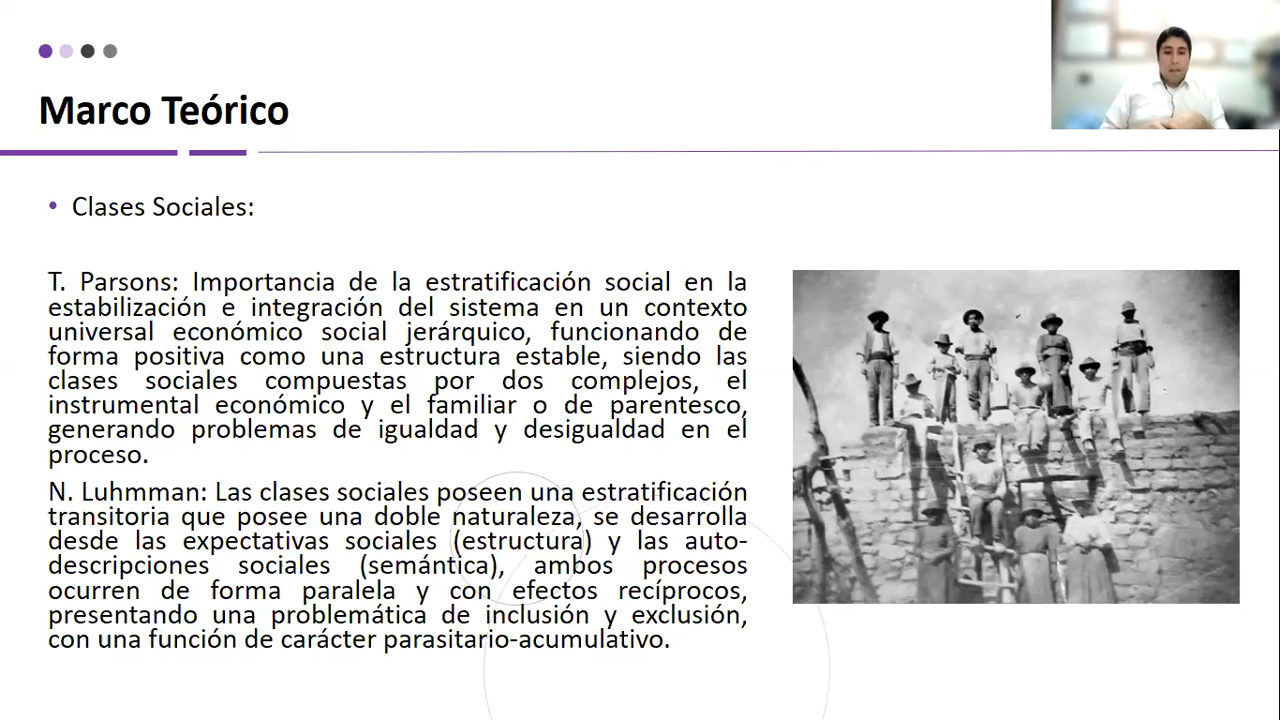 Marco Teórico
• Clases Sociales:
T. Parsons: Importancia de la estratificación social en la
estabilización e integración del sistema en un contexto
universal económico social jerárquico, funcionando de
forma positiva como una estructura estable, siendo las
clases sociales compuestas por dos complejos, el
instrumental económico y el familiar o de parentesco,
generando problemas de igualdad y desigualdad en el
proceso.
N. Luhmman: Las clases sociales poseen una estratificación
transitoria que posee una doble naturaleza, se desarrolla
desde las expectativas sociales (estructura) y las auto-
descripciones sociales (semántica), ambos procesos
ocurren de forma paralela y con efectos recíprocos,
presentando una problemática de inclusión y exclusión,
con una función de carácter parasitario-acumulativo.